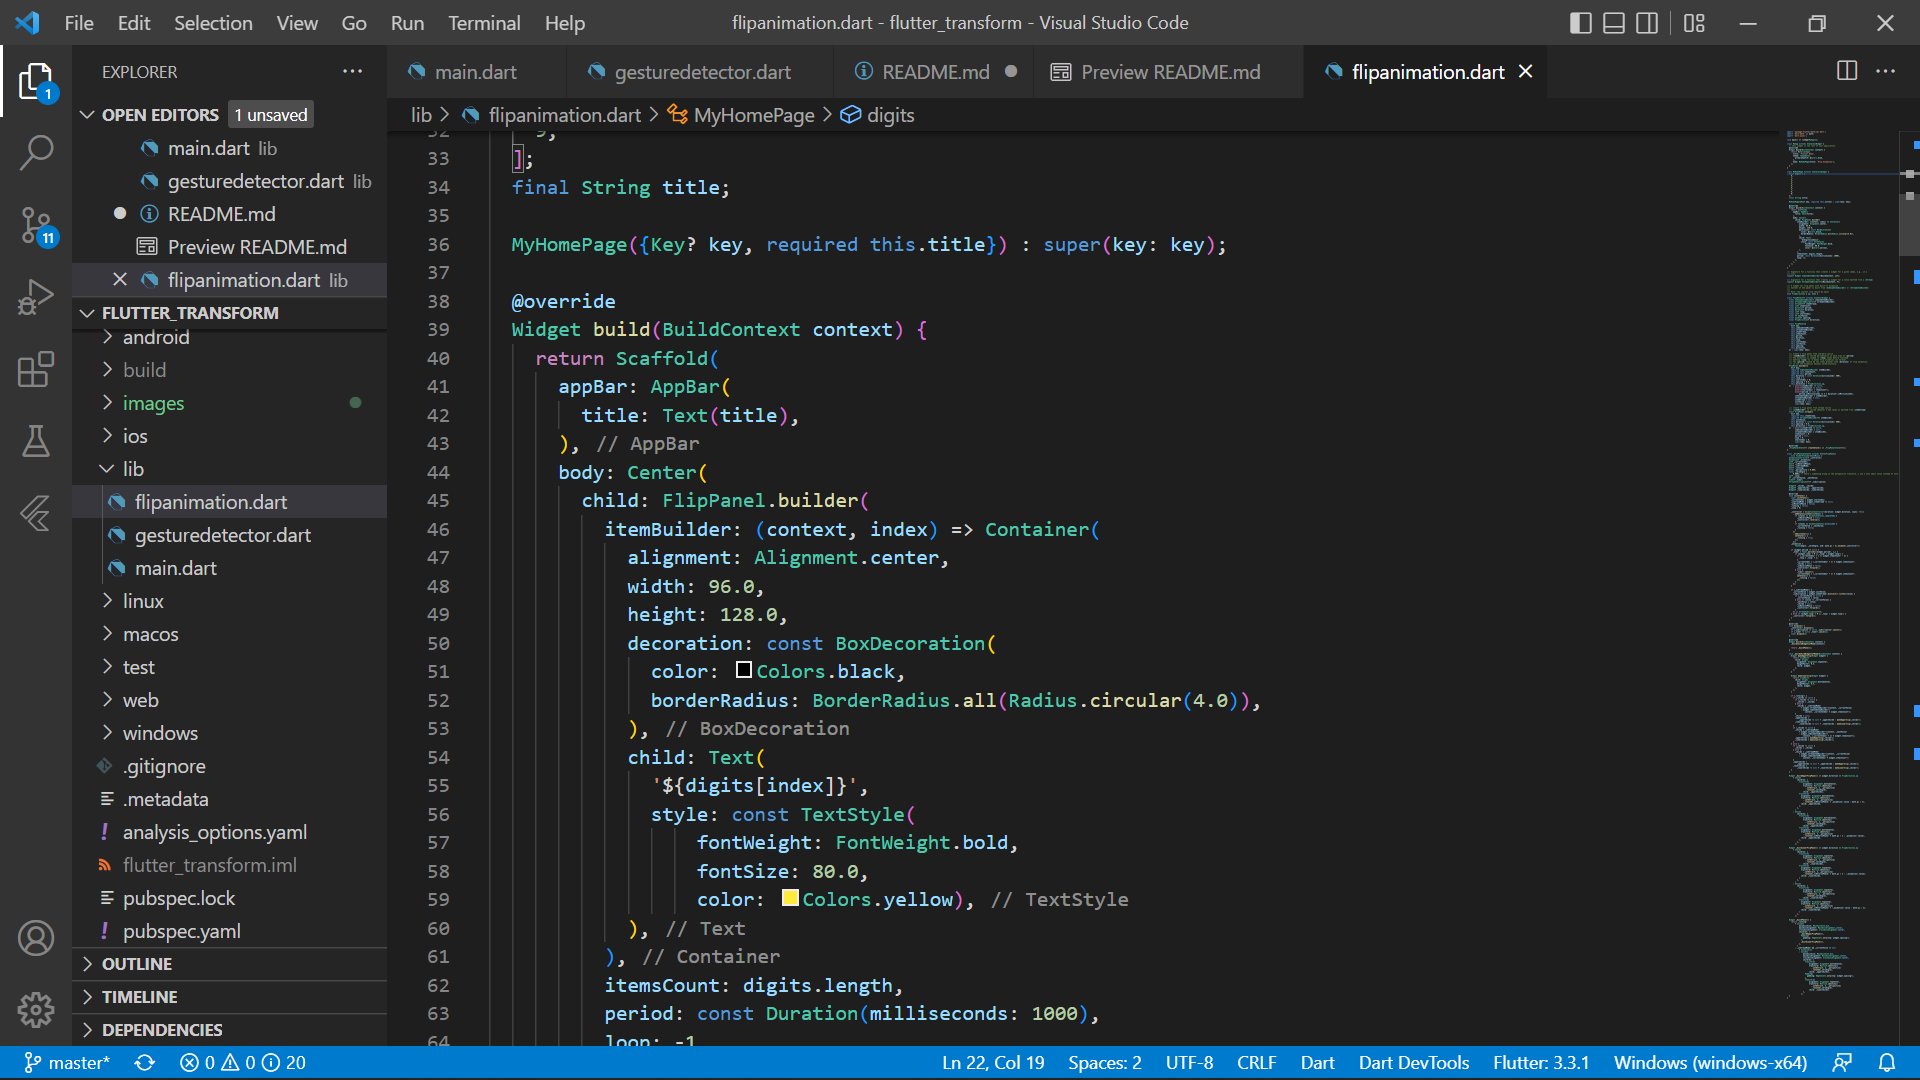 File Edit Selection View Go Run Terminal Help
flipanimation.dart - flutter_transform - Visual Studio Code
EXPLORER
main.dart
gesturedetector.dart
README.md
Preview README.md
flipanimation.dart
lib > flipanimation.dart > MyHomePage > digits
1
11
OPEN EDITORS 1 unsaved
main.dart lib
gesturedetector.dart lib
README.md
Preview README.md
flipanimation.dart lib
FLUTTER_TRANSFORM
android
build
images
ios
lib
flipanimation.dart
gesturedetector.dart
main.dart
linux
macos
test
web
windows
.gitignore
.metadata
analysis_options.yaml
flutter_transform.iml
pubspec.lock
pubspec.yaml
OUTLINE
TIMELINE
DEPENDENCIES
32 9,
33 ];
34 final String title;
35
36 MyHomePage({Key? key, required this.title}) : super(key: key);
37
38 @override
39 Widget build(BuildContext context) {
40 return Scaffold(
41 appBar: AppBar(
42 title: Text(title),
43 ), // AppBar
44 body: Center(
45 child: FlipPanel.builder(
46 itemBuilder: (context, index) => Container(
47 alignment: Alignment.center,
48 width: 96.0,
49 height: 128.0,
50 decoration: const BoxDecoration(
51 color: Colors.black,
52 borderRadius: BorderRadius.all(Radius.circular(4.0)),
53 ), // BoxDecoration
54 child: Text(
55 '${digits[index]}',
56 style: const TextStyle(
57 fontWeight: FontWeight.bold,
58 fontSize: 80.0,
59 color: Colors.yellow), // TextStyle
60 ), // Text
61 ), // Container
62 itemsCount: digits.length,
63 period: const Duration(milliseconds: 1000),
64 loop: -1
master* 0 0 20 Ln 22, Col 19 Spaces: 2 UTF-8 CRLF Dart Dart DevTools Flutter: 3.3.1 Windows (windows-x64)